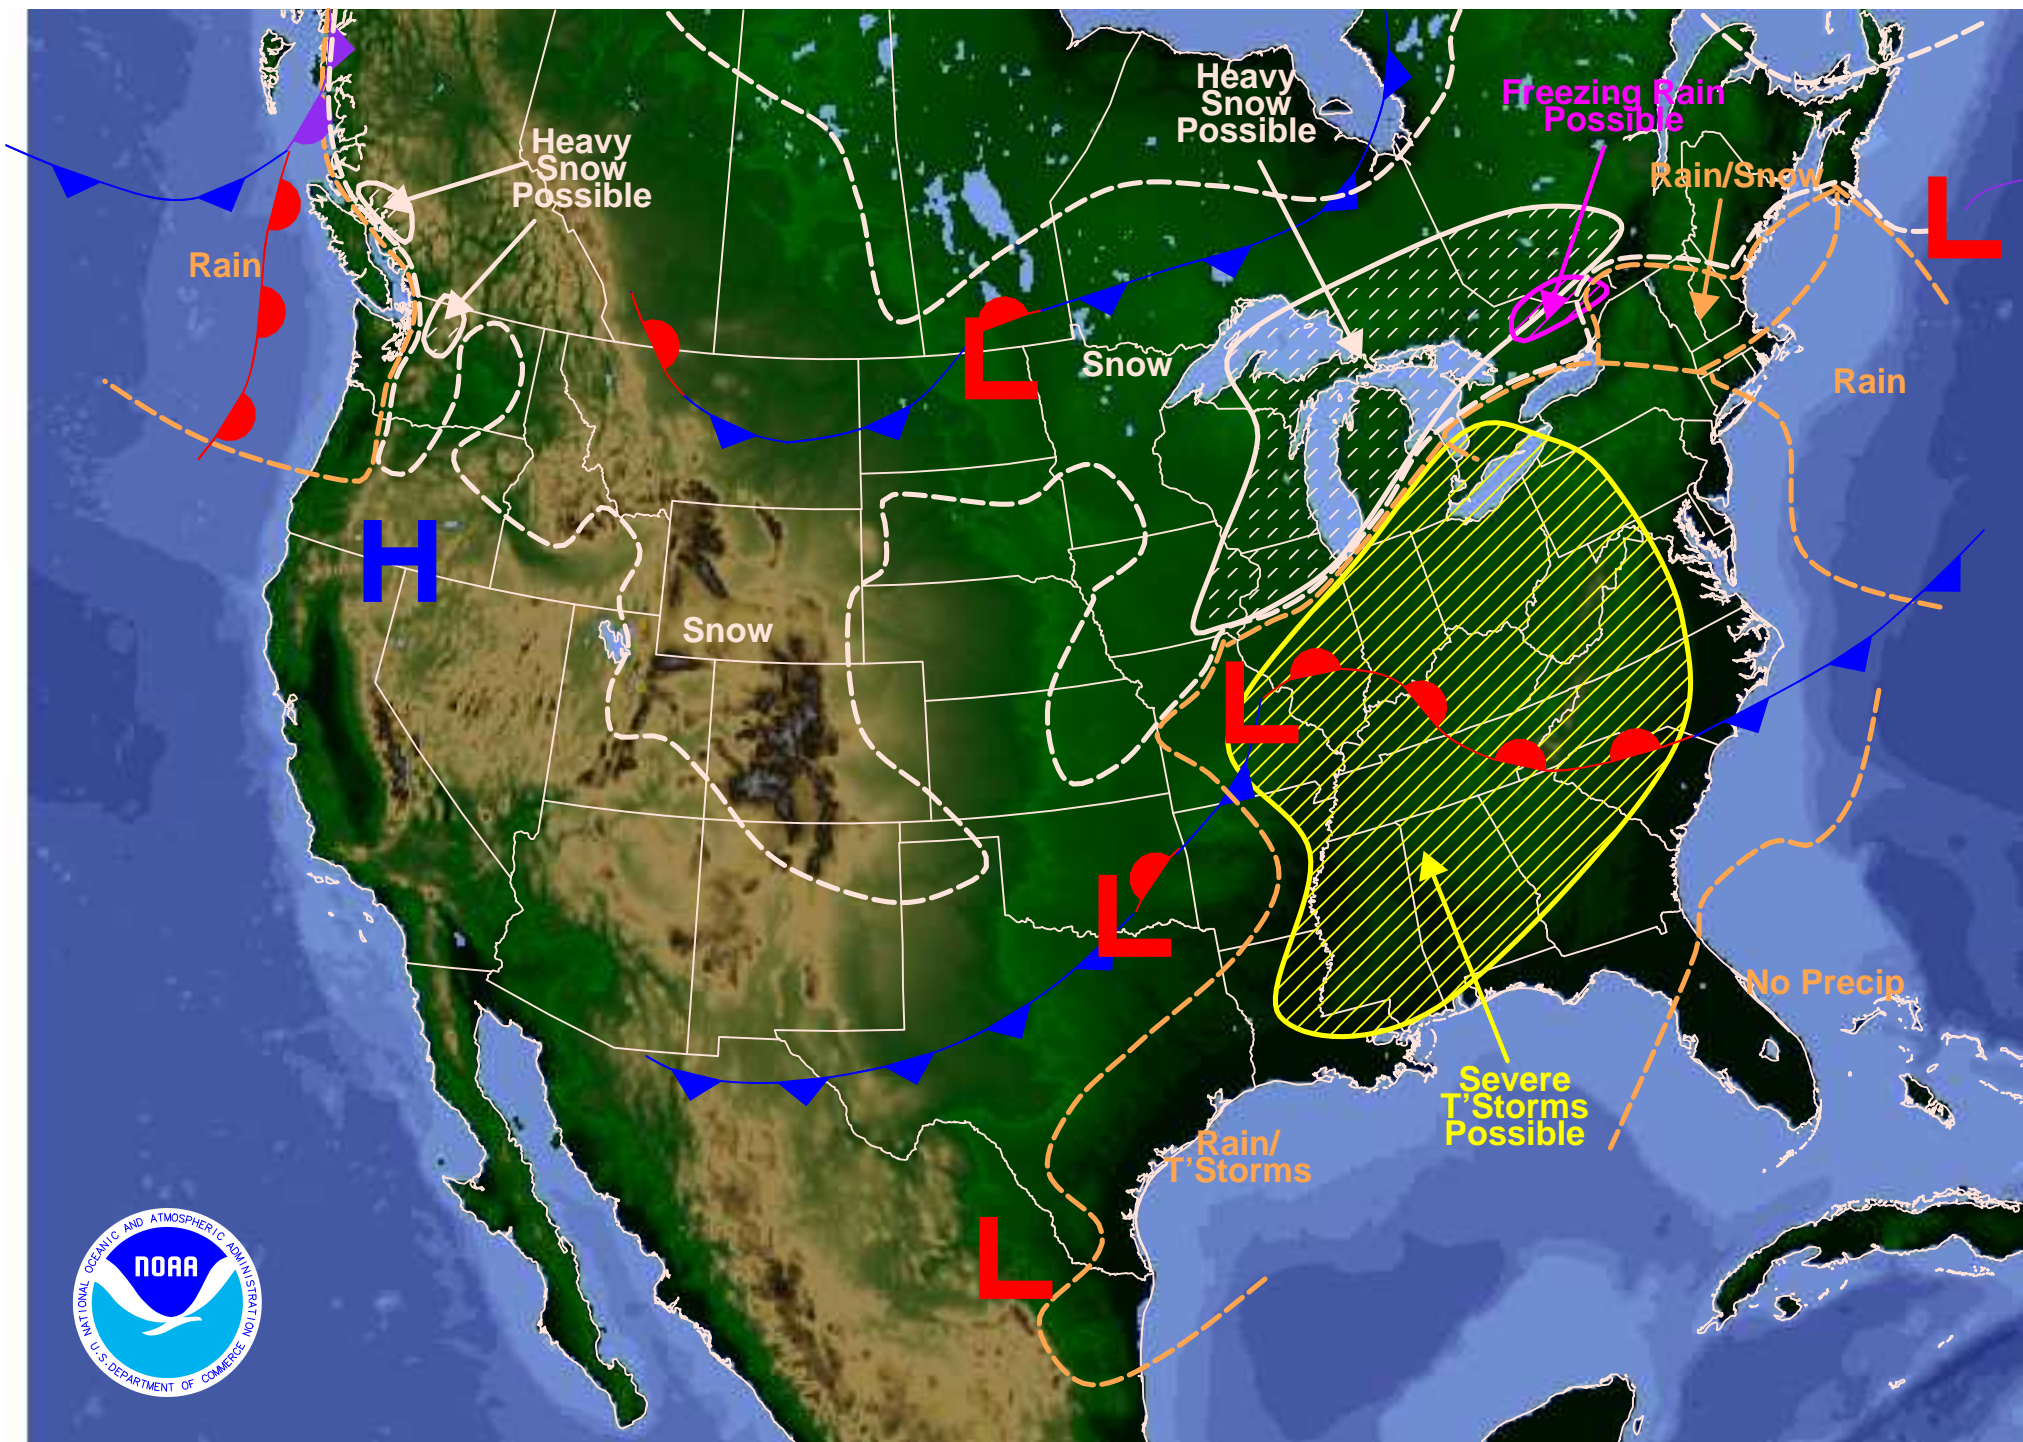 Heavy
Snow
Possible
Freezing Rain
Possible
Heavy
Snow
Possible
Rain/Snow
L
Rain
L
Snow
Rain
H
Snow
L
L
No Precip
Severe
T'Storms
Possible
Rain/
T'Storms
L
NATIONAL OCEANIC AND ATMOSPHERIC ADMINISTRATION
NOAA
U.S. DEPARTMENT OF COMMERCE